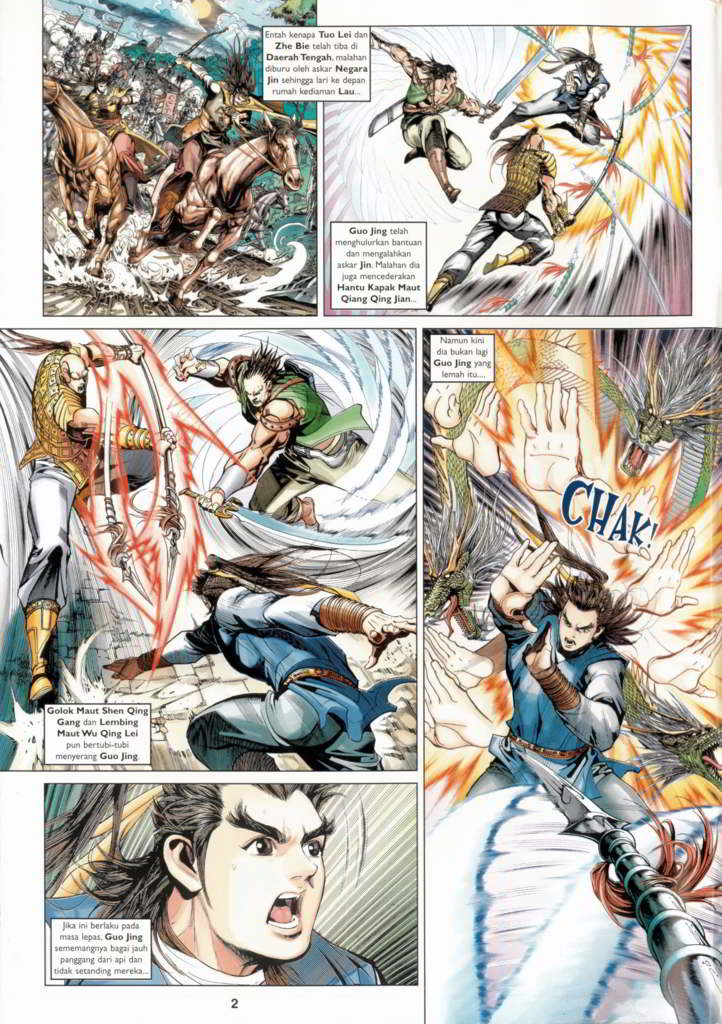 Entah kenapa Tuo Lei dan
Zhe Bie telah tiba di
Daerah Tengah, malahan
diburu oleh askar Negara
Jin sehingga lari ke depan
rumah kediaman Lau...
Guo Jing telah
menghulurkan bantuan
dan mengalahkan
askar Jin. Malahan dia
juga mencederakan
Hantu Kapak Maut
Qiang Qing Jian...
Golok Maut Shen Qing
Gang dan Lembing
Maut Wu Qing Lei
pun bertubi-tubi
menyerang Guo Jing.
Namun kini
dia bukan lagi
Guo Jing yang
lemah itu....
CHAK!
Jika ini berlaku pada
masa lepas, Guo Jing
sememangnya bagai jauh
panggang dari api dan
tidak setanding mereka...
2